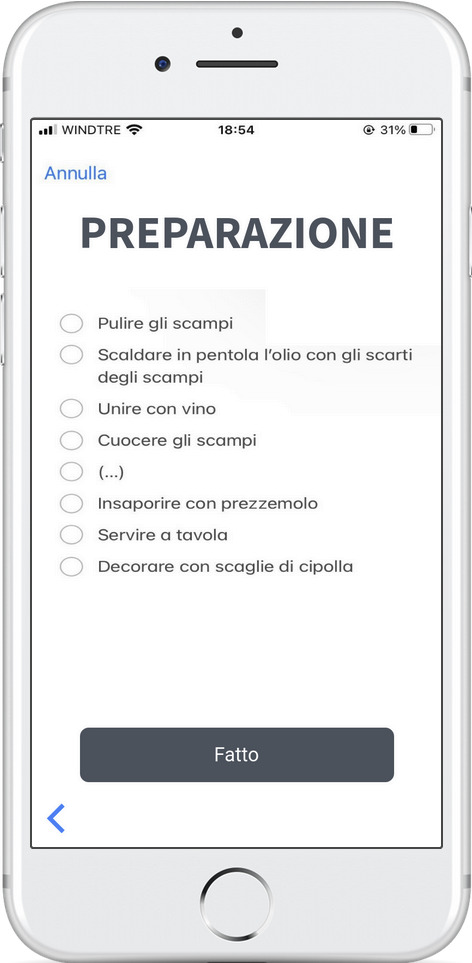 WINDTRE 18:54 31%
Annulla
PREPARAZIONE
Pulire gli scampi
Scaldare in pentola l'olio con gli scarti
degli scampi
Unire con vino
Cuocere gli scampi
(...)
Insaporire con prezzemolo
Servire a tavola
Decorare con scaglie di cipolla
Fatto